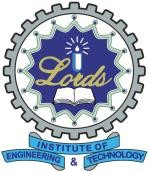 Lords
INSTITUTE OF
ENGINEERING & TECHNOLOGY